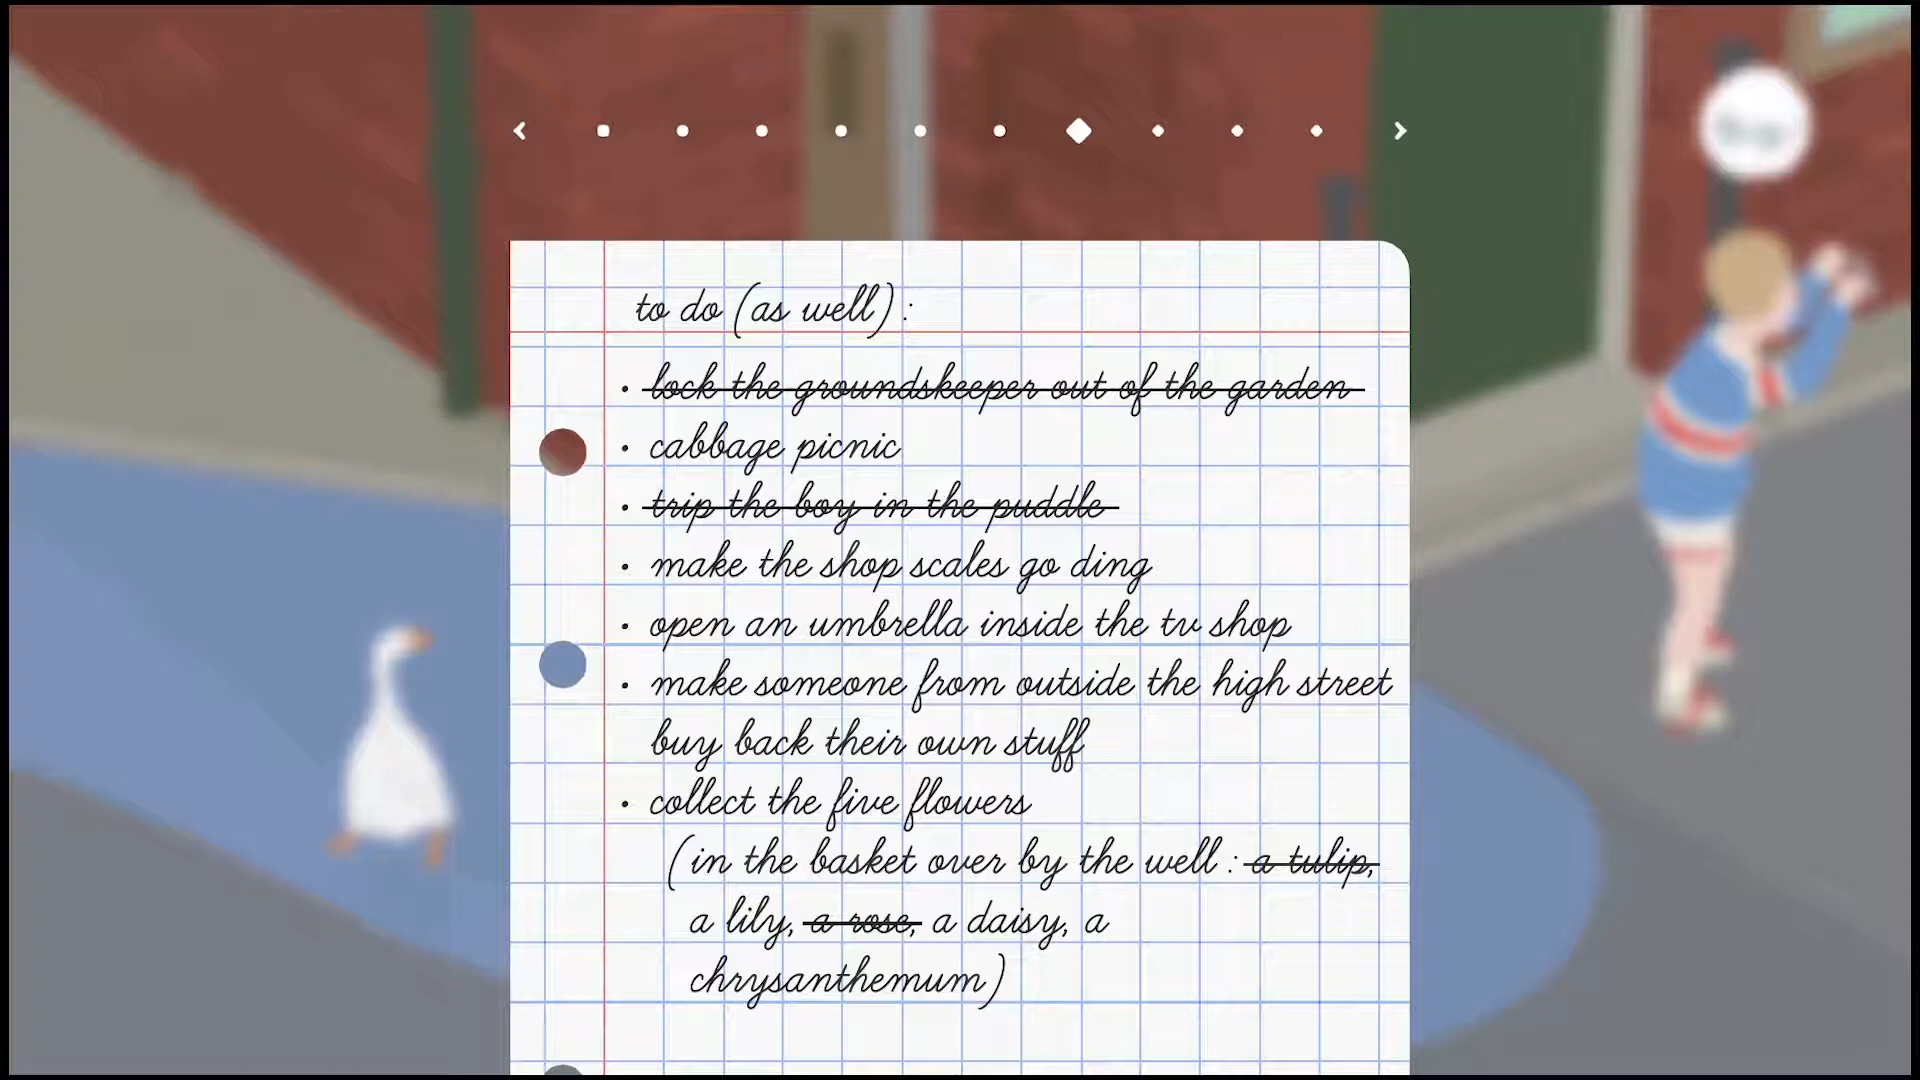 to do (as well) :
• lock the groundskeeper out of the garden
• cabbage picnic
• trip the boy in the puddle
• make the shop scales go ding
• open an umbrella inside the tv shop
• make someone from outside the high street
buy back their own stuff
• collect the five flowers
(in the basket over by the well : a tulip,
a lily, a rose, a daisy, a
chrysanthemum)